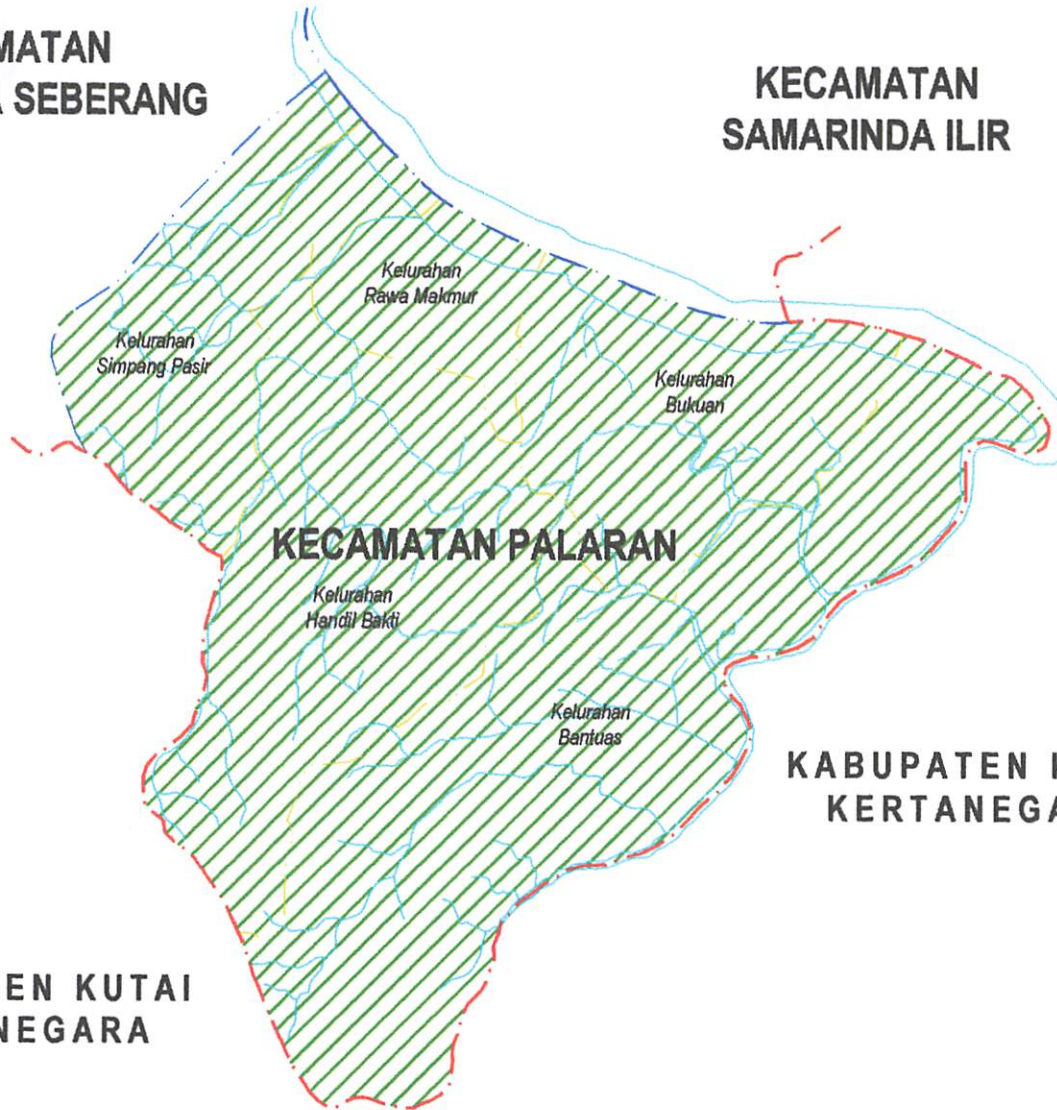 MATAN
SEBERANG
KECAMATAN
SAMARINDA ILIR
Kelurahan
Rawa Makmur
Kelurahan
Simpang Pasir
Kelurahan
Bukuan
KECAMATAN PALARAN
Kelurahan
Handil Bakti
Kelurahan
Bantuas
KABUPATEN
KERTANEGA
EN KUTAI
NEGARA